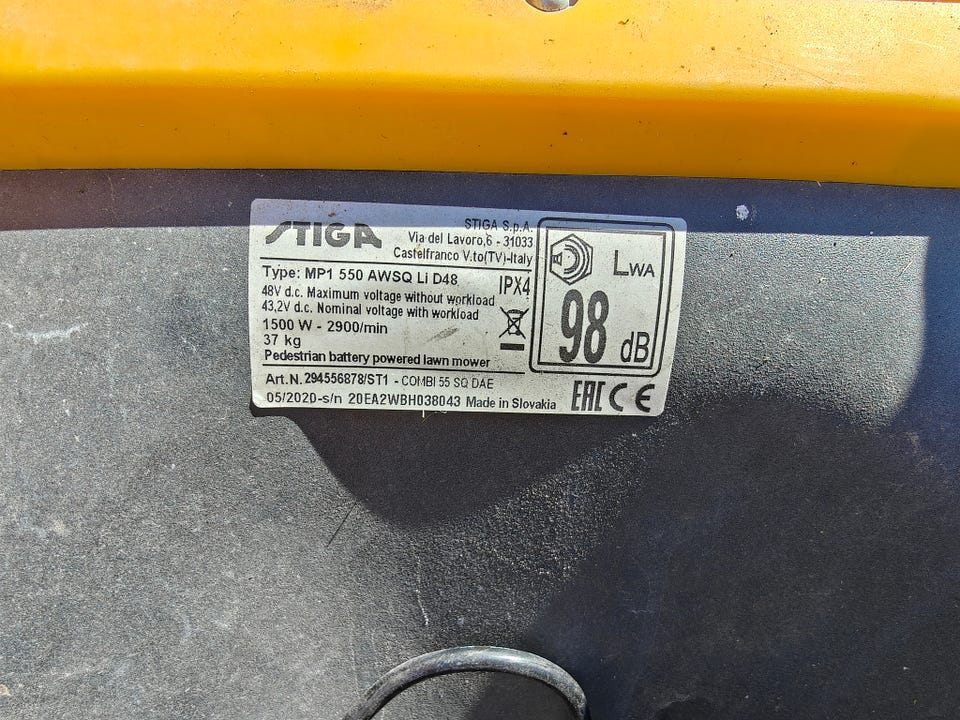 STIGA
STIGA S.p.A.
Via del Lavoro,6 - 31033
Castelfranco V.to(TV)-Italy
Type: MP1 550 AWSQ Li D48
IPX4
48V d.c. Maximum voltage without workload
43,2V d.c. Nominal voltage with workload
1500 W - 2900/min
37 kg
Pedestrian battery powered lawn mower
LWA
98 dB
Art.N. 294556878/ST1 - COMBI 55 SQ DAE
05/2020-s/n 20EA2WBH038043 Made in Slovakia
EAC CE